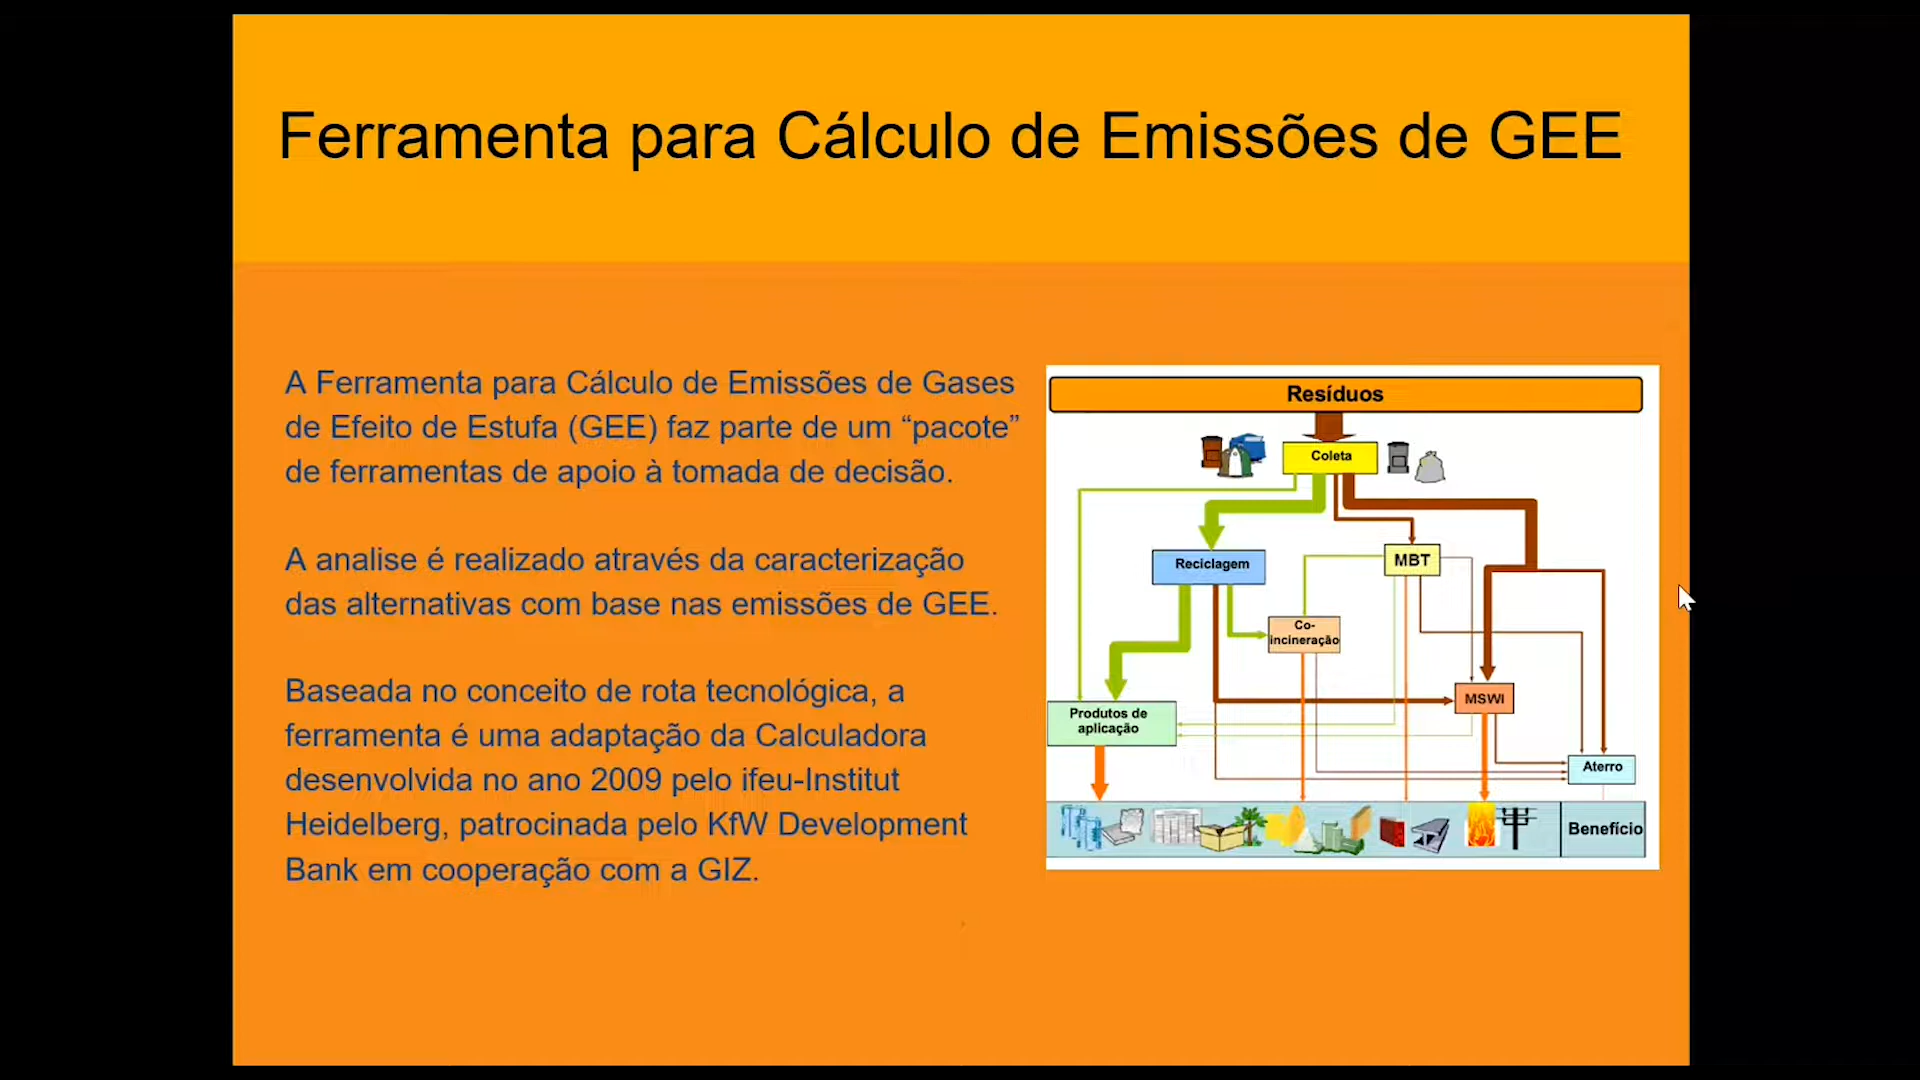 Ferramenta para Cálculo de Emissões de GEE
A Ferramenta para Cálculo de Emissões de Gases
de Efeito de Estufa (GEE) faz parte de um “pacote”
de ferramentas de apoio à tomada de decisão.
A analise é realizado através da caracterização
das alternativas com base nas emissões de GEE.
Baseada no conceito de rota tecnológica, a
ferramenta é uma adaptação da Calculadora
desenvolvida no ano 2009 pelo ifeu-Institut
Heidelberg, patrocinada pelo KfW Development
Bank em cooperação com a GIZ.
Resíduos
Coleta
Reciclagem
MBT
Co-
incineração
MSWI
Produtos de
aplicação
Aterro
Benefício